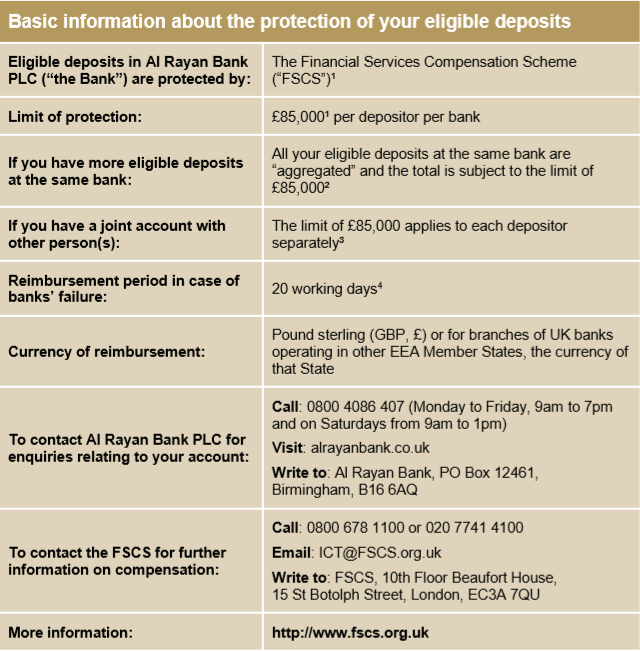 Basic information about the protection of your eligible deposits
Eligible deposits in Al Rayan Bank
PLC (“the Bank”) are protected by:
The Financial Services Compensation Scheme
(“FSCS”)¹
Limit of protection:
£85,000¹ per depositor per bank
If you have more eligible deposits
at the same bank:
All your eligible deposits at the same bank are
“aggregated” and the total is subject to the limit of
£85,000²
If you have a joint account with
other person(s):
The limit of £85,000 applies to each depositor
separately³
Reimbursement period in case of
banks’ failure:
20 working days⁴
Currency of reimbursement:
Pound sterling (GBP, £) or for branches of UK banks
operating in other EEA Member States, the currency of
that State
To contact Al Rayan Bank PLC for
enquiries relating to your account:
Call: 0800 4086 407 (Monday to Friday, 9am to 7pm
and on Saturdays from 9am to 1pm)
Visit: alrayanbank.co.uk
Write to: Al Rayan Bank, PO Box 12461,
Birmingham, B16 6AQ
To contact the FSCS for further
information on compensation:
Call: 0800 678 1100 or 020 7741 4100
Email: ICT@FSCS.org.uk
Write to: FSCS, 10th Floor Beaufort House,
15 St Botolph Street, London, EC3A 7QU
More information:
http://www.fscs.org.uk